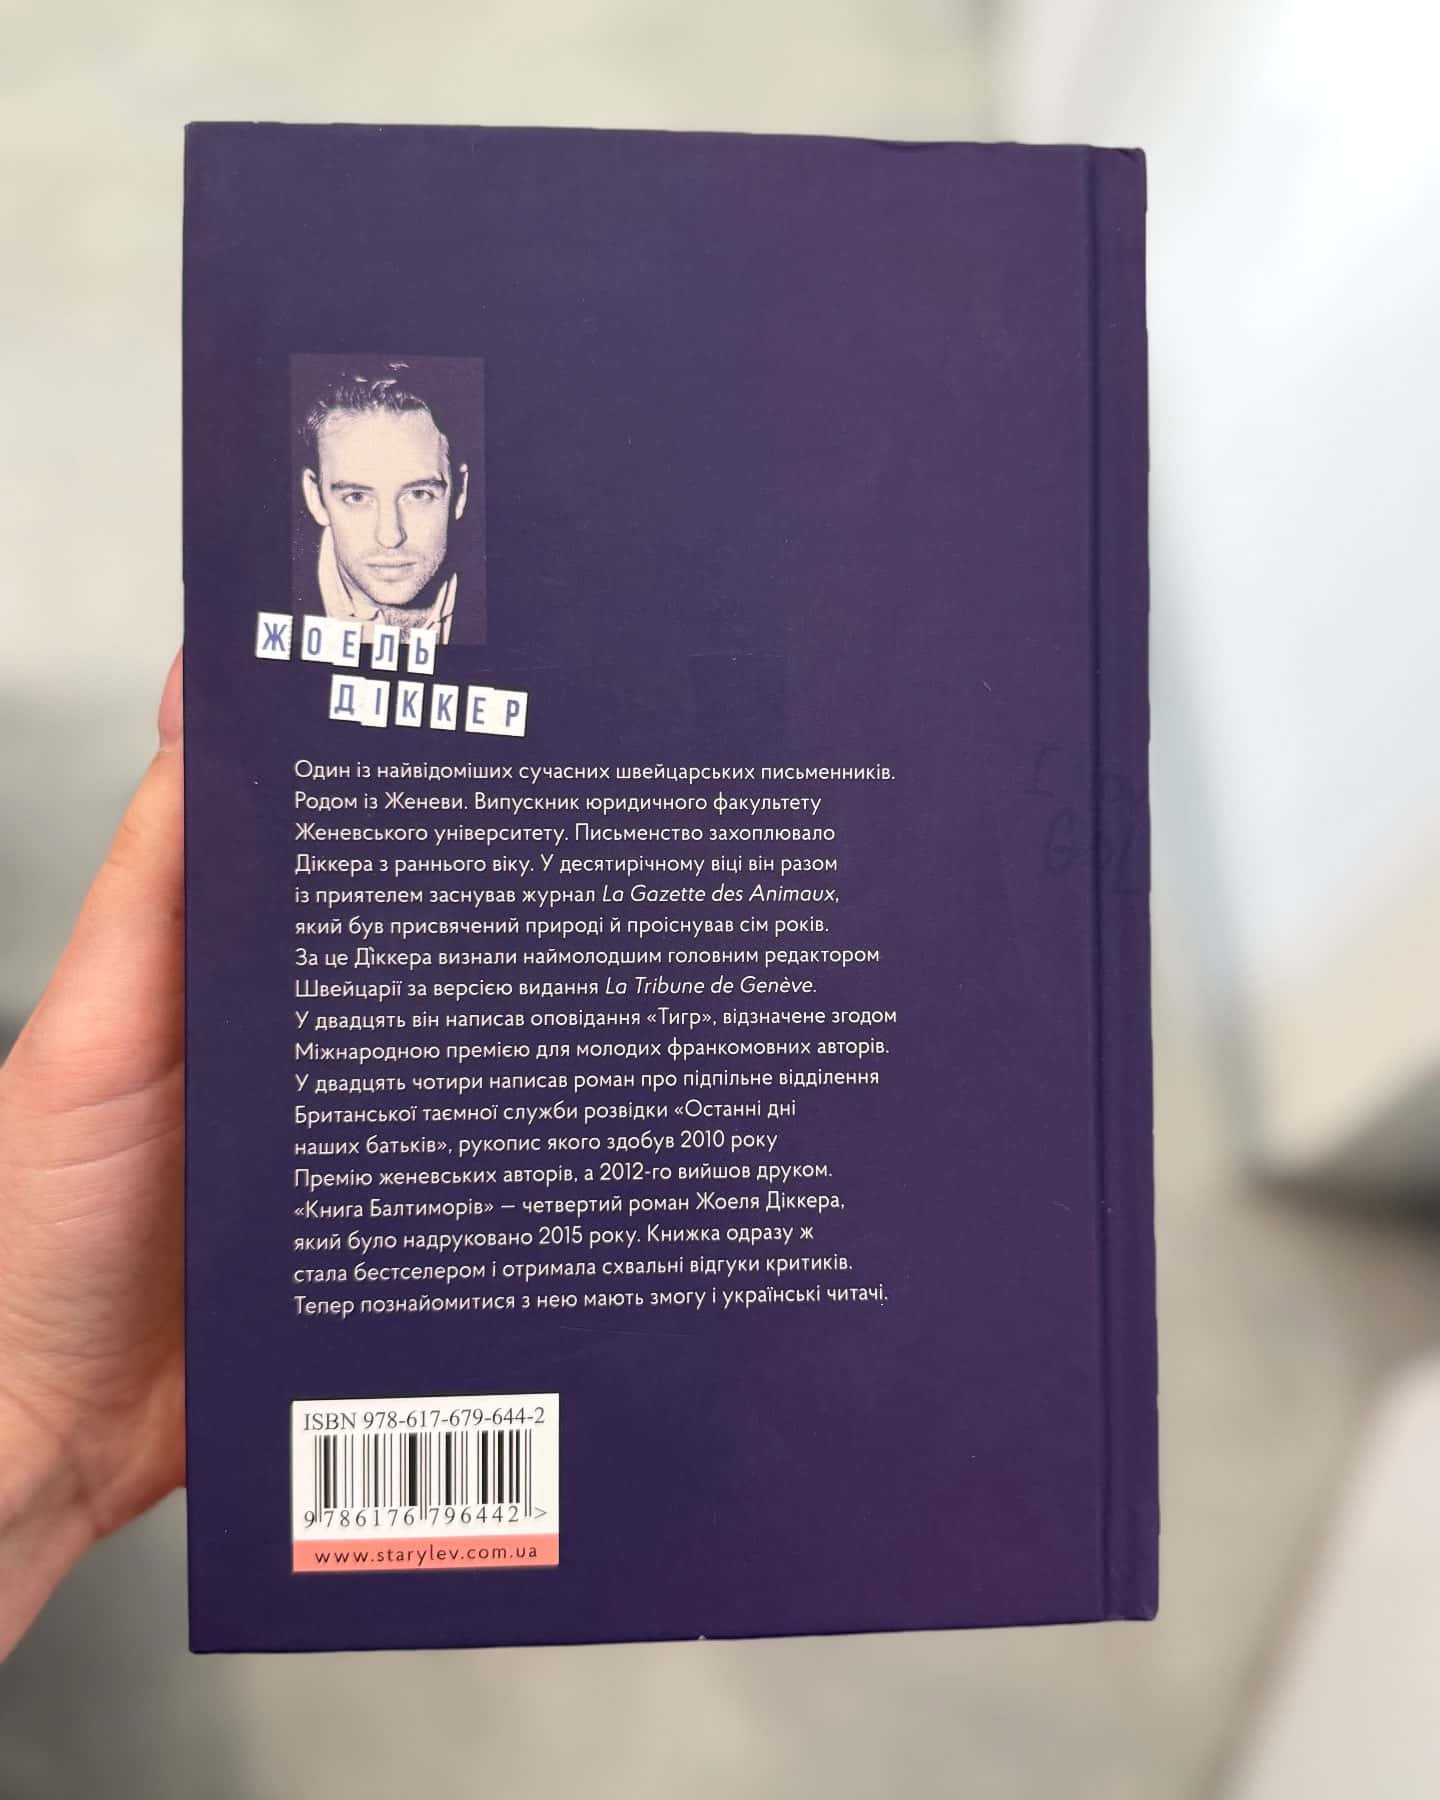 ЖОЕЛЬ
ДІККЕР
Один із найвідоміших сучасних швейцарських письменників.
Родом із Женеви. Випускник юридичного факультету
Женевського університету. Письменство захоплювало
Діккера з раннього віку. У десятирічному віці він разом
із приятелем заснував журнал La Gazette des Animaux,
який був присвячений природі й проіснував сім років.
За це Діккера визнали наймолодшим головним редактором
Швейцарії за версією видання La Tribune de Genève.
У двадцять він написав оповідання «Тигр», відзначене згодом
Міжнародною премією для молодих франкомовних авторів.
У двадцять чотири написав роман про підпільне відділення
Британської таємної служби розвідки «Останні дні
наших батьків», рукопис якого здобув 2010 року
Премію женевських авторів, а 2012-го вийшов друком.
«Книга Балтиморів» — четвертий роман Жоеля Діккера,
який було надруковано 2015 року. Книжка одразу ж
стала бестселером і отримала схвальні відгуки критиків.
Тепер познайомитися з нею мають змогу і українські читачі.
ISBN 978-617-679-644-2
9 786176 796442 >
www.starylev.com.ua